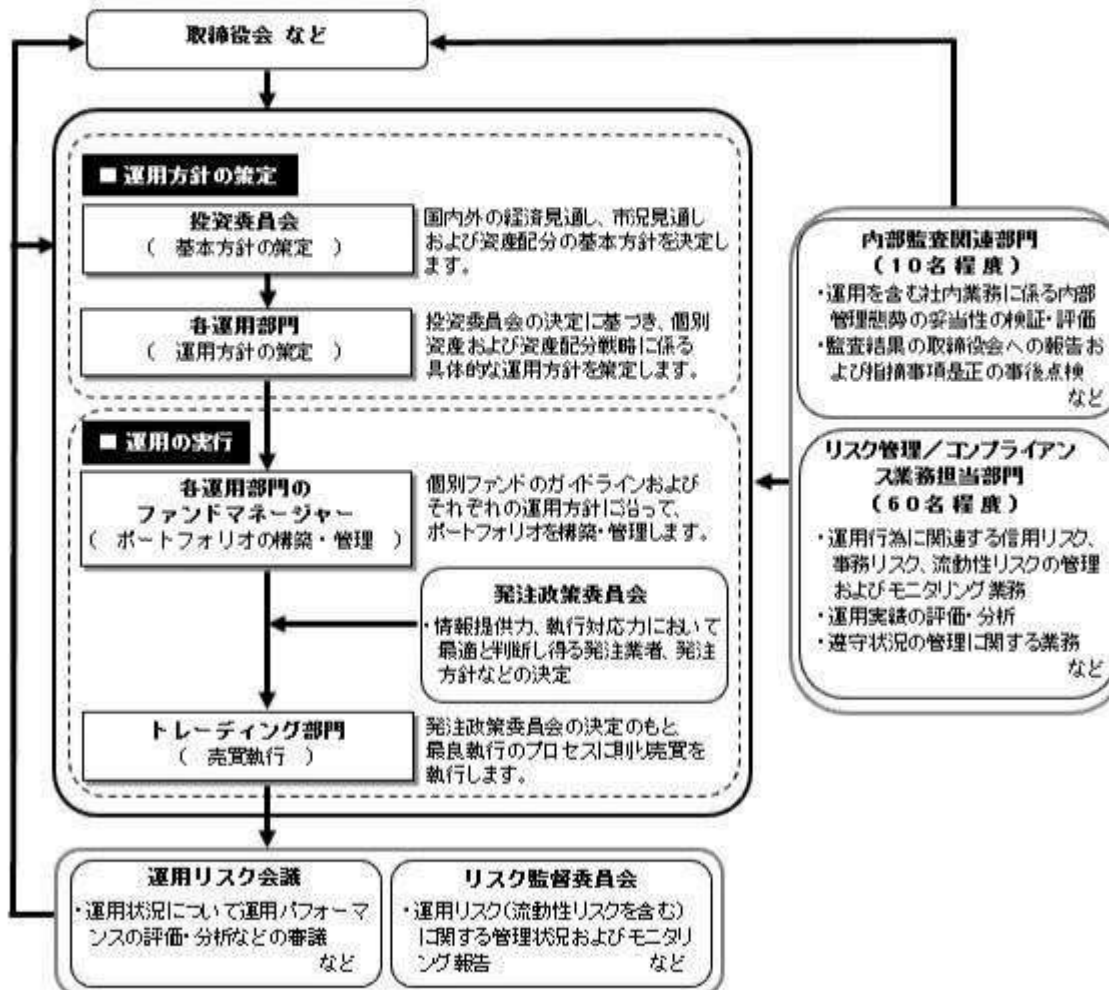 取締役会 など
■ 運用方針の策定
投資委員会
( 基本方針の策定 )
国内外の経済見通し、市況見通し
および資産配分の基本方針を決定し
ます。
各運用部門
( 運用方針の策定 )
投資委員会の決定に基づき、個別
資産および資産配分戦略に係る
具体的な運用方針を策定します。
■ 運用の実行
各運用部門の
ファンドマネージャー
( ポートフォリオの構築・管理 )
個別ファンドのガイドラインおよび
それぞれの運用方針に沿って、
ポートフォリオを構築・管理します。
発注政策委員会
・情報提供力、執行対応力において
最適と判断し得る発注業者、発注
方針などの決定
トレーディング部門
( 売買執行 )
発注政策委員会の決定のもと
最良執行のプロセスに則り売買を
執行します。
内部監査関連部門
(10名程度)
・運用を含む社内業務に係る内部
管理態勢の妥当性の検証・評価
・監査結果の取締役会への報告お
よび指摘事項是正の事後点検
など
リスク管理/コンプライアン
ス業務担当部門
(60名程度)
・運用行為に関連する信用リスク、
事務リスク、流動性リスクの管理
およびモニタリング業務
・運用実績の評価・分析
・遵守状況の管理に関する業務
など
運用リスク会議
・運用状況について運用パフォーマ
ンスの評価・分析などの審議
など
リスク監督委員会
・運用リスク(流動性リスクを含む)
に関する管理状況およびモニタリ
ング報告 など